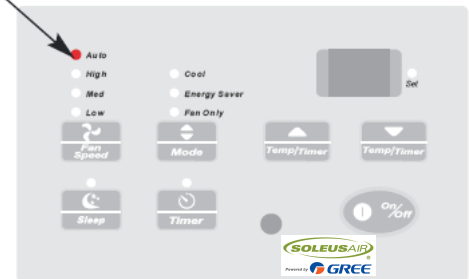 Auto
High
Med
Low
Cool
Energy Saver
Fan Only
Set
Fan
Speed
Mode
Temp/Timer
Temp/Timer
Sleep
Timer
On/Off
SOLEUSAIR
Powered by GREE